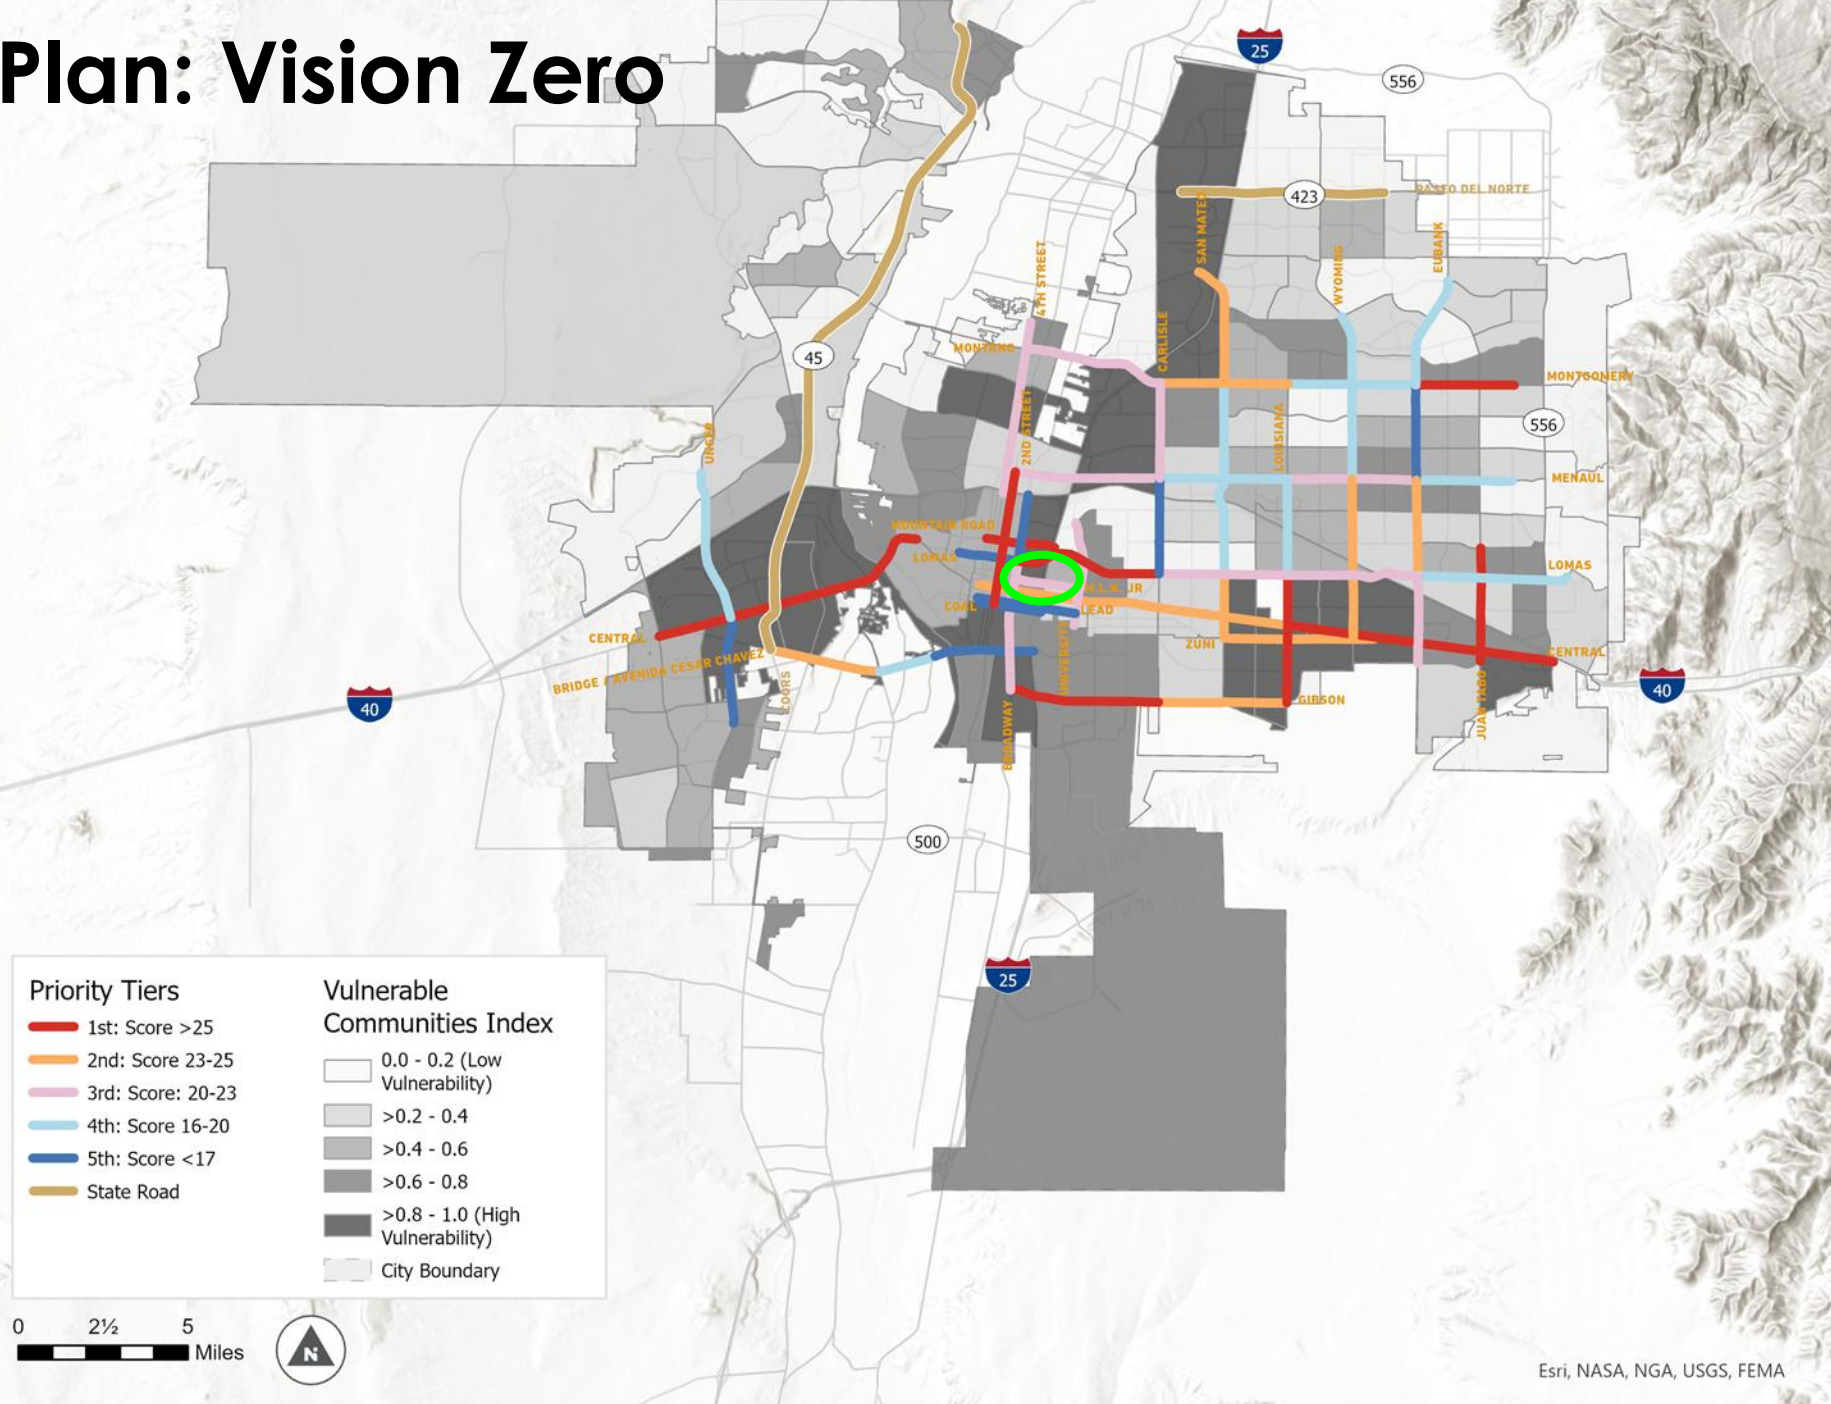 Plan: Vision Zero
25
556
423
PASEO DEL NORTE
SAN MATEO
EUBANK
4TH STREET
WYOMING
CARLISLE
MONTANO
45
MONTGOMERY
2ND STREET
LOUISIANA
556
UNSER
MENAUL
MOUNTAIN ROAD
LOMAS
LOMAS
M.L.K. JR
COAL
LEAD
CENTRAL
ZUNI
CENTRAL
BRIDGE / AVENIDA CESAR CHAVEZ
UNIVERSITY
COORS
40
40
GIBSON
BROADWAY
JUAN TABO
500
25
Priority Tiers
1st: Score >25
2nd: Score 23-25
3rd: Score: 20-23
4th: Score 16-20
5th: Score <17
State Road
Vulnerable
Communities Index
0.0 - 0.2 (Low
Vulnerability)
>0.2 - 0.4
>0.4 - 0.6
>0.6 - 0.8
>0.8 - 1.0 (High
Vulnerability)
City Boundary
0 2½ 5
Miles
N
Esri, NASA, NGA, USGS, FEMA